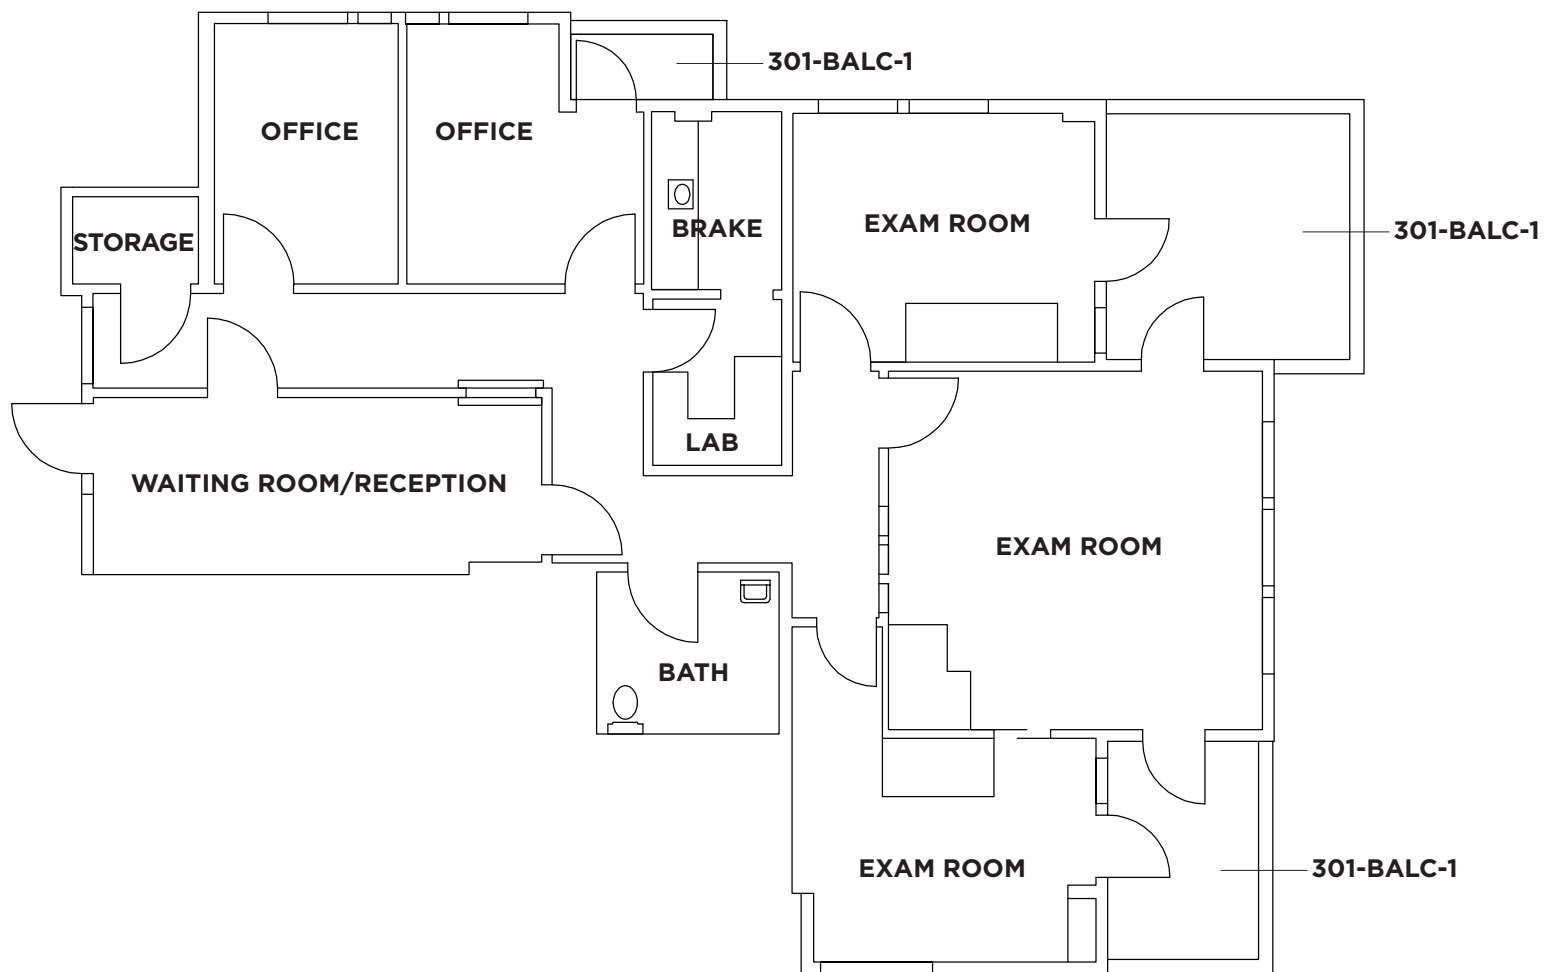 301-BALC-1
OFFICE
OFFICE
EXAM ROOM
BRAKE
301-BALC-1
STORAGE
LAB
WAITING ROOM/RECEPTION
EXAM ROOM
BATH
EXAM ROOM
301-BALC-1